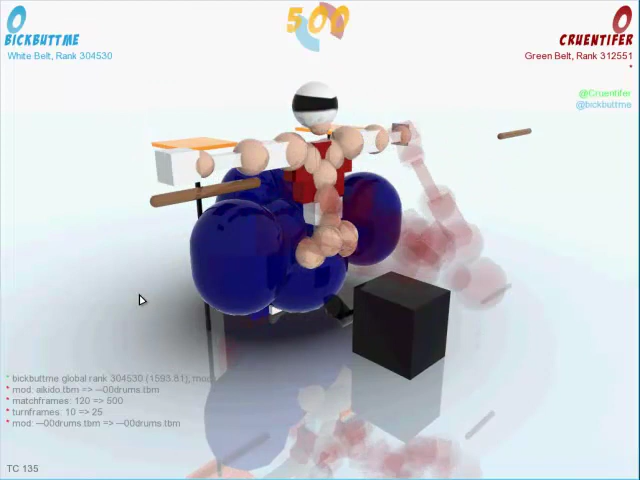 0
500
0
BICKBUTTME
CRUENTIFER
White Belt, Rank 304530
Green Belt, Rank 312551
*
@Cruentifer
@bickbuttme
* bickbuttme global rank 304530 (1593.81), mod
* mod: aikido.tbm => ---00drums.tbm
* matchframes: 120 => 500
* turnframes: 10 => 25
* mod: ---00drums.tbm => ---00drums.tbm
TC 135